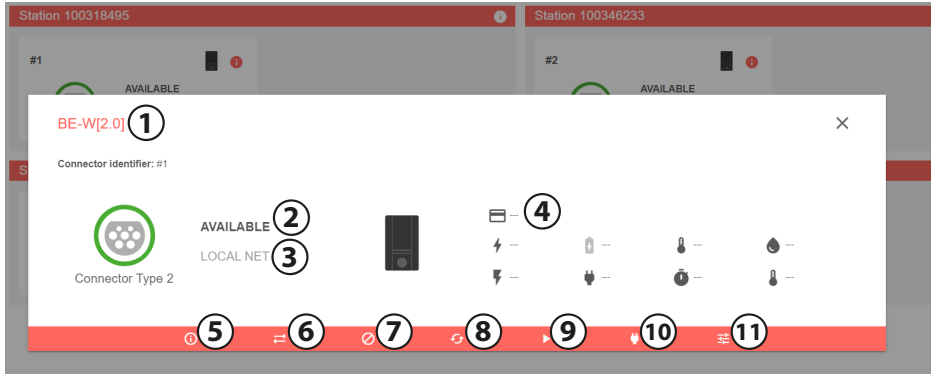 Station 100318495
Station 100346233
#1
#2
AVAILABLE
AVAILABLE
BE-W[2.0] 1
Connector identifier: #1
S
AVAILABLE 2
LOCAL NET 3
Connector Type 2
--- 4
--- --- --- ---
--- --- --- ---
5 6 7 8 9 10 11